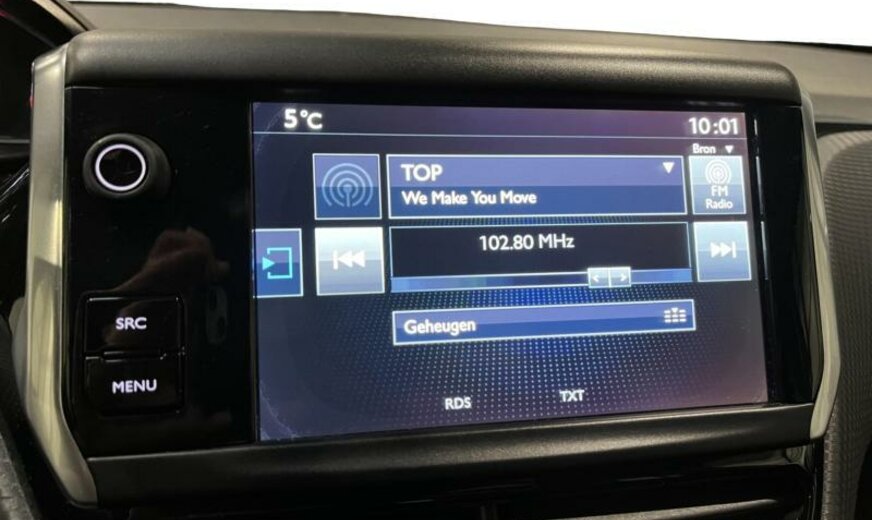 5°C
10:01
Bron
TOP
We Make You Move
FM
Radio
102.80 MHz
SRC
Geheugen
MENU
RDS
TXT